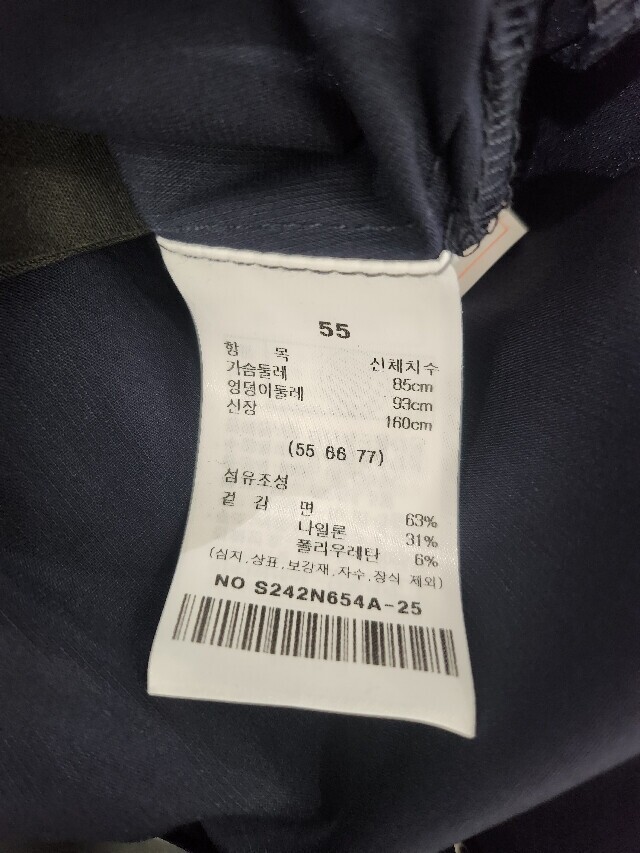 55
항 목 신체치수
가슴둘레 85cm
엉덩이둘레 93cm
신장 160cm
(55 66 77)
섬유조성
겉 감 면 63%
나일론 31%
폴리우레탄 6%
(심지,상표,보강재,자수,장식 제외)
NO S242N654A-25